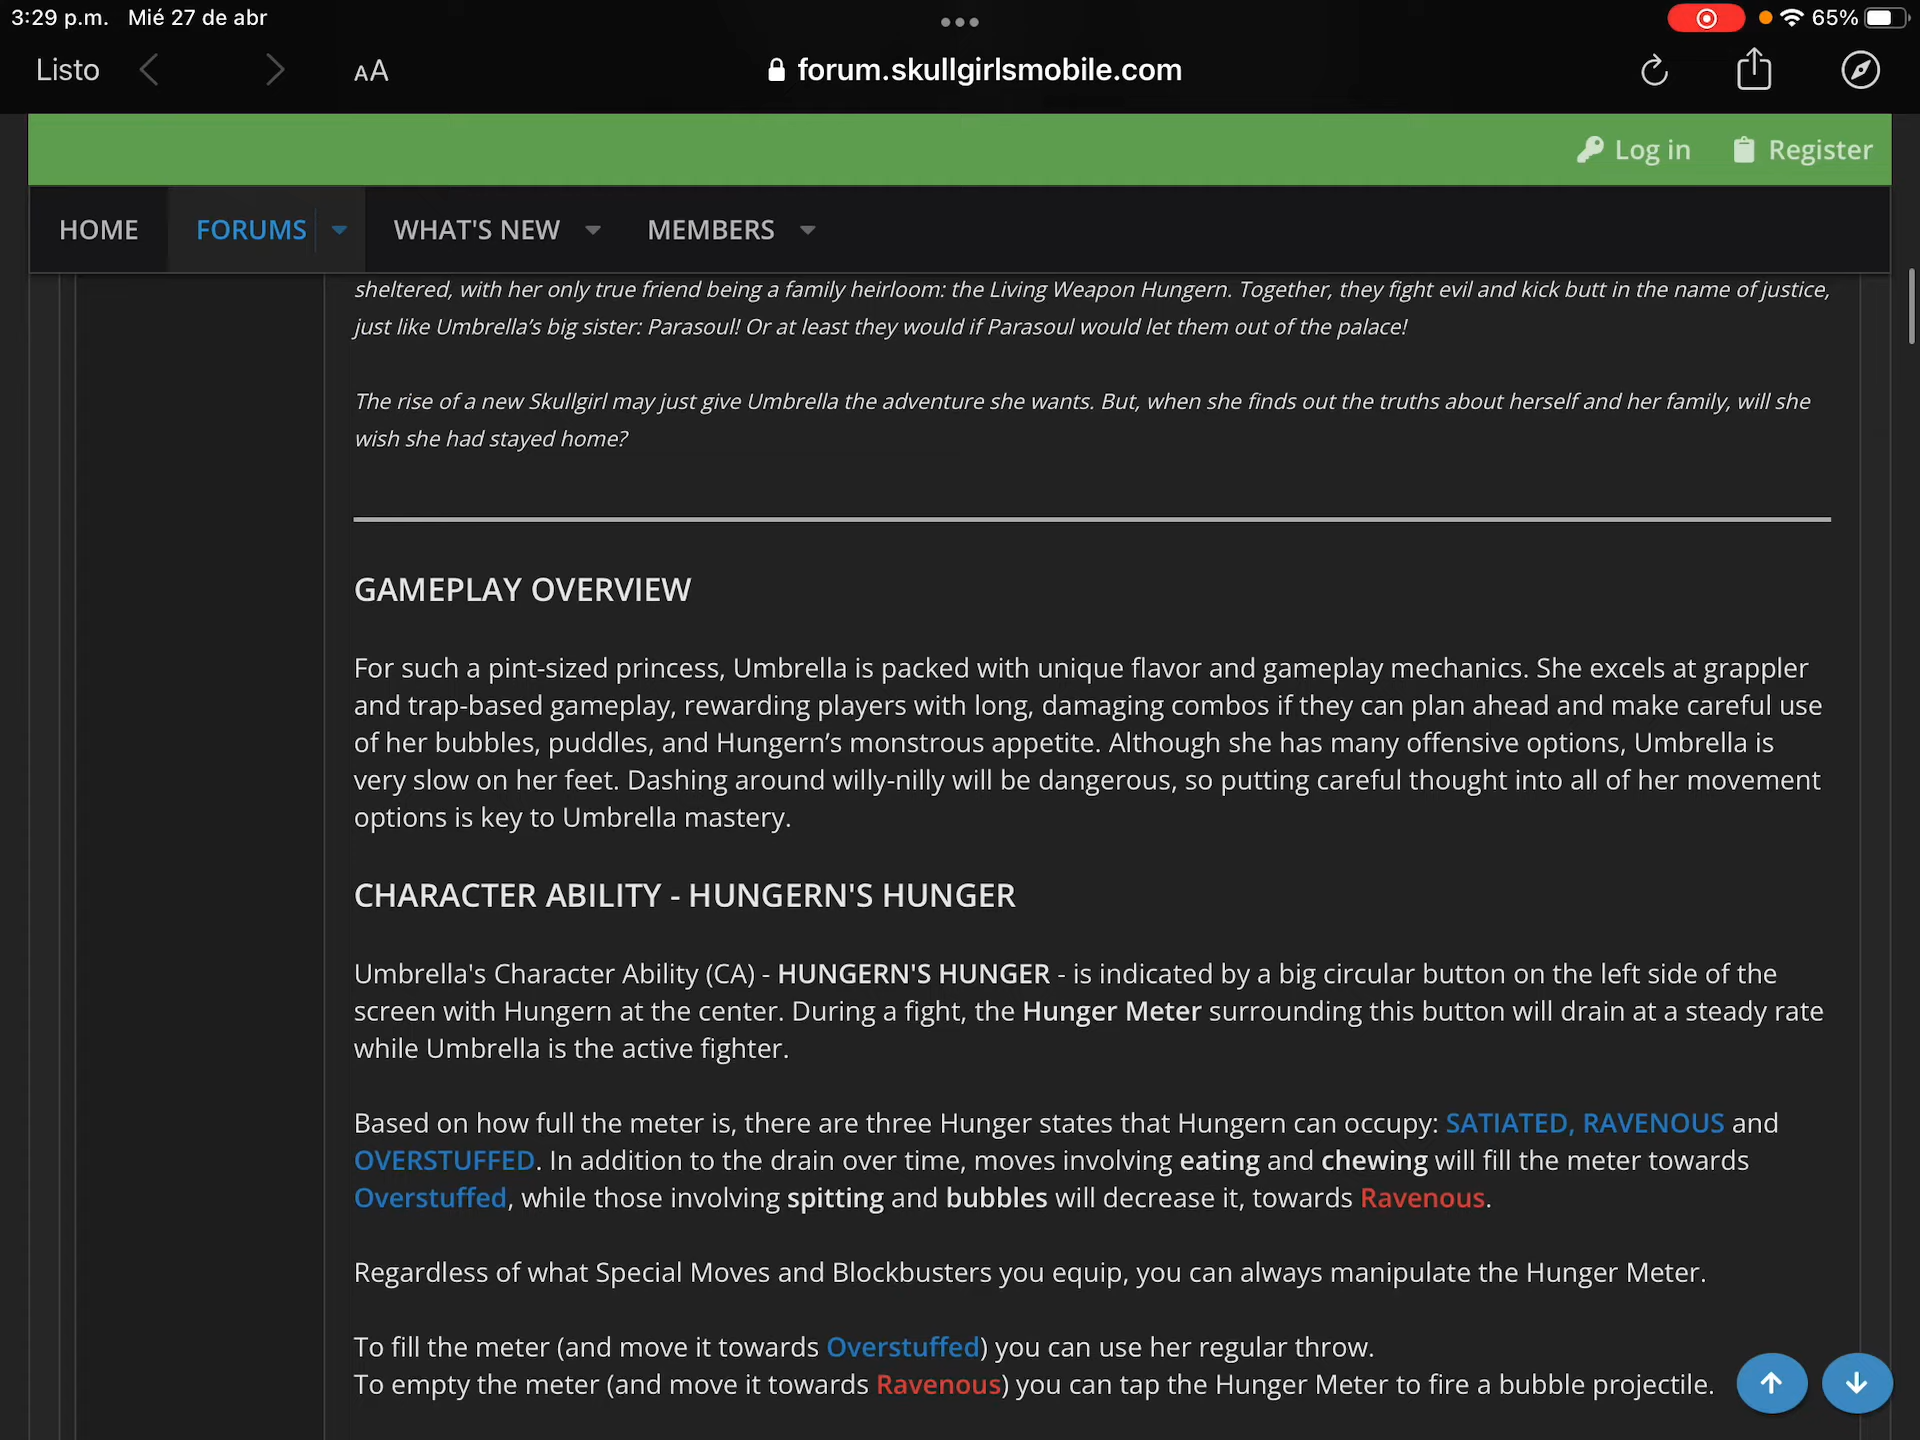 3:29 p.m. Mié 27 de abr
65%
Listo
AA
forum.skullgirlsmobile.com
Log in
Register
HOME
FORUMS
WHAT'S NEW
MEMBERS
sheltered, with her only true friend being a family heirloom: the Living Weapon Hungern. Together, they fight evil and kick butt in the name of justice,
just like Umbrella’s big sister: Parasoul! Or at least they would if Parasoul would let them out of the palace!
The rise of a new Skullgirl may just give Umbrella the adventure she wants. But, when she finds out the truths about herself and her family, will she
wish she had stayed home?
GAMEPLAY OVERVIEW
For such a pint-sized princess, Umbrella is packed with unique flavor and gameplay mechanics. She excels at grappler
and trap-based gameplay, rewarding players with long, damaging combos if they can plan ahead and make careful use
of her bubbles, puddles, and Hungern’s monstrous appetite. Although she has many offensive options, Umbrella is
very slow on her feet. Dashing around willy-nilly will be dangerous, so putting careful thought into all of her movement
options is key to Umbrella mastery.
CHARACTER ABILITY - HUNGERN'S HUNGER
Umbrella's Character Ability (CA) - HUNGERN'S HUNGER - is indicated by a big circular button on the left side of the
screen with Hungern at the center. During a fight, the Hunger Meter surrounding this button will drain at a steady rate
while Umbrella is the active fighter.
Based on how full the meter is, there are three Hunger states that Hungern can occupy: SATIATED, RAVENOUS and
OVERSTUFFED. In addition to the drain over time, moves involving eating and chewing will fill the meter towards
Overstuffed, while those involving spitting and bubbles will decrease it, towards Ravenous.
Regardless of what Special Moves and Blockbusters you equip, you can always manipulate the Hunger Meter.
To fill the meter (and move it towards Overstuffed) you can use her regular throw.
To empty the meter (and move it towards Ravenous) you can tap the Hunger Meter to fire a bubble projectile.